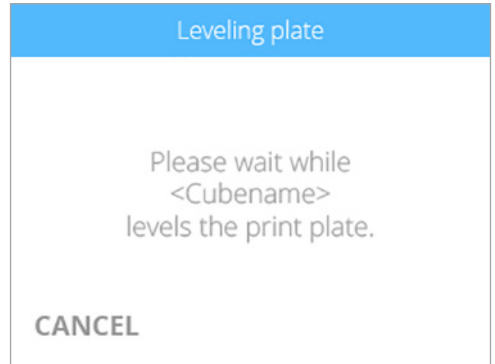 Leveling plate
Please wait while
<Cubename>
levels the print plate.
CANCEL